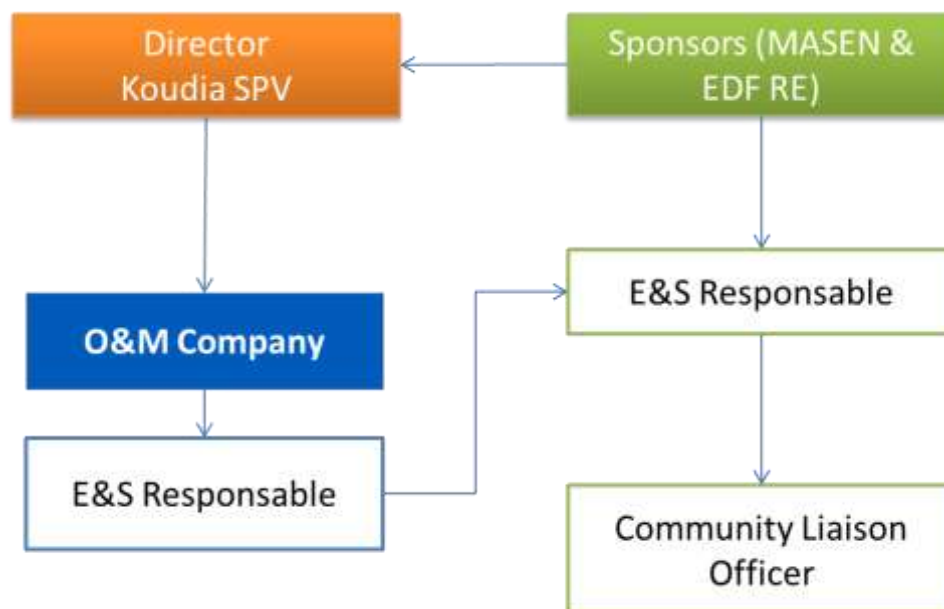 Director
Koudia SPV
Sponsors (MASEN &
EDF RE)
O&M Company
E&S Responsable
E&S Responsable
Community Liaison
Officer